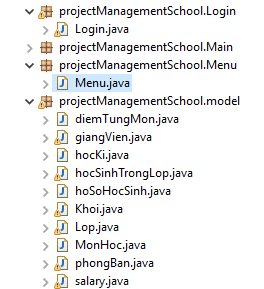 projectManagementSchool.Login
Login.java
projectManagementSchool.Main
projectManagementSchool.Menu
Menu.java
projectManagementSchool.model
diemTungMon.java
giangVien.java
hocKi.java
hocSinhTrongLop.java
hoSoHocSinh.java
Khoi.java
Lop.java
MonHoc.java
phongBan.java
salary.java